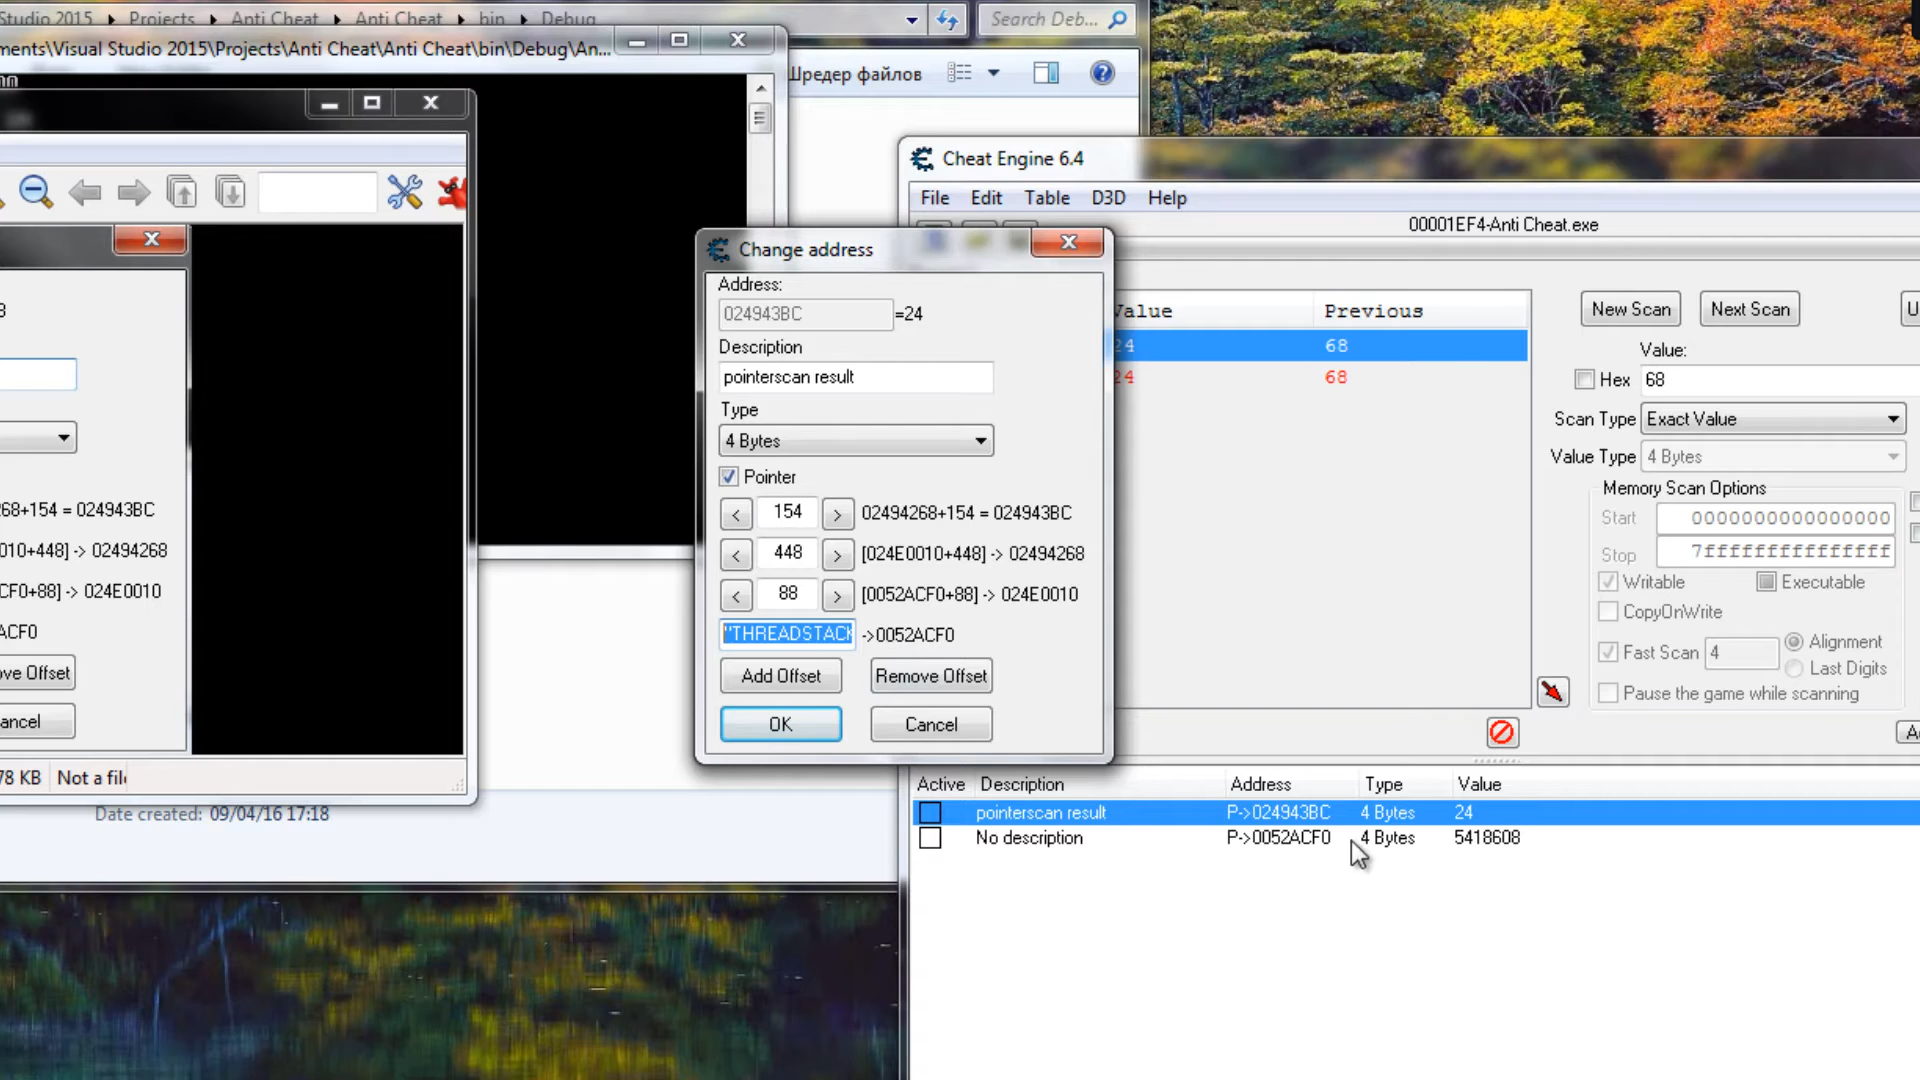 Studio 2015 ▸ Projects ▸ Anti Cheat ▸ Anti Cheat ▸ bin ▸ Debug
Search Deb...
ments\Visual Studio 2015\Projects\Anti Cheat\Anti Cheat\bin\Debug\An...
Шредер файлов
Cheat Engine 6.4
File Edit Table D3D Help
00001EF4-Anti Cheat.exe
Change address
Address:
024943BC =24
Description
pointerscan result
Type
4 Bytes
Pointer
< 154 > 02494268+154 = 024943BC
< 448 > [024E0010+448] -> 02494268
< 88 > [0052ACF0+88] -> 024E0010
"THREADSTACK ->0052ACF0
Add Offset Remove Offset
OK Cancel
Value Previous
24 68
24 68
New Scan Next Scan
Value:
Hex 68
Scan Type Exact Value
Value Type 4 Bytes
Memory Scan Options
Start 0000000000000000
Stop 7fffffffffffffff
Writable Executable
CopyOnWrite
Fast Scan 4 Alignment
Last Digits
Pause the game while scanning
Active Description Address Type Value
pointerscan result P->024943BC 4 Bytes 24
No description P->0052ACF0 4 Bytes 5418608
68+154 = 024943BC
010+448] -> 02494268
CF0+88] -> 024E0010
ACF0
ve Offset
ancel
78 KB Not a file
Date created: 09/04/16 17:18